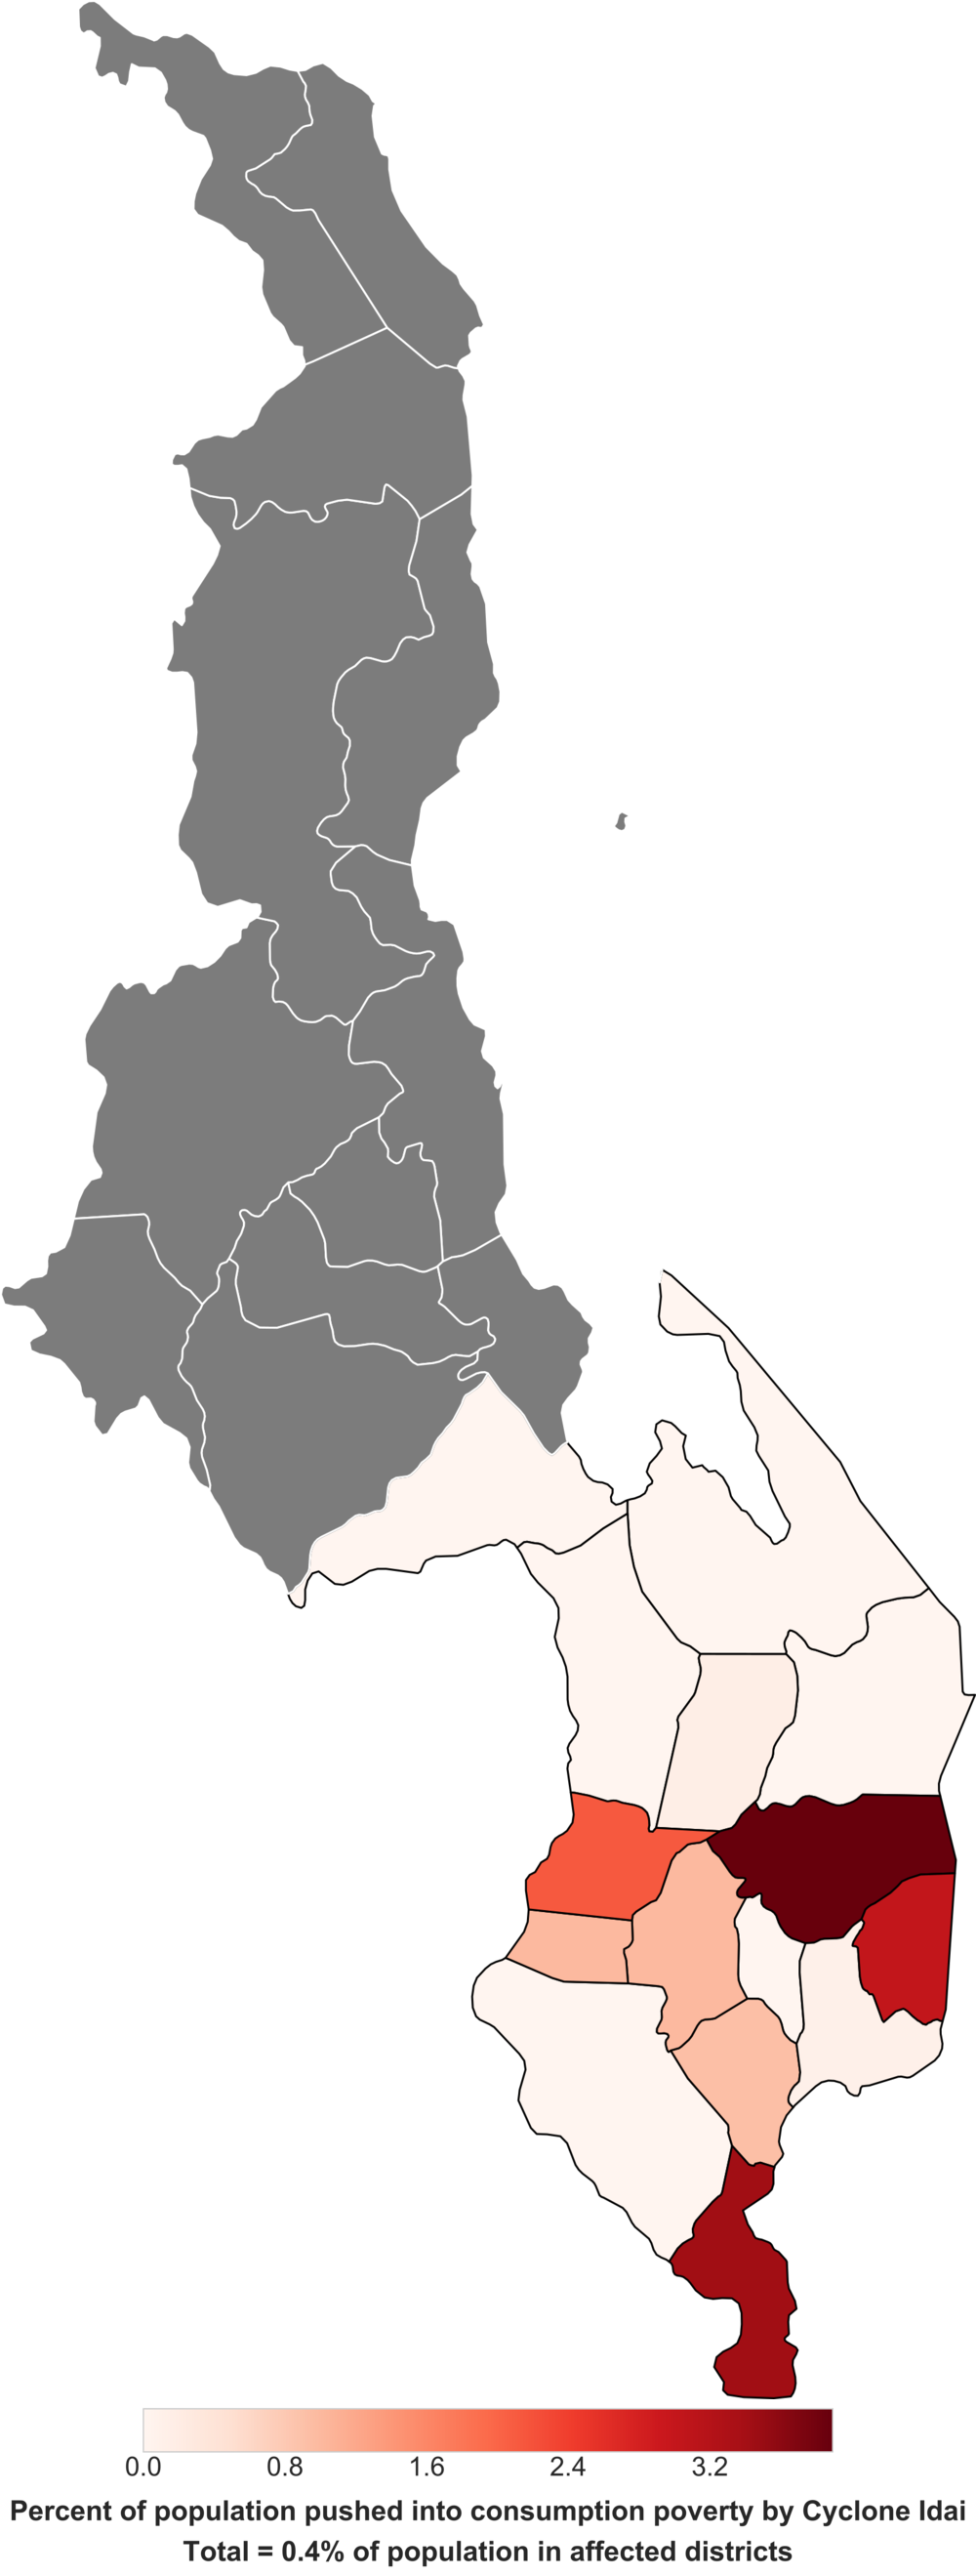 0.0 0.8 1.6 2.4 3.2
Percent of population pushed into consumption poverty by Cyclone Idai
Total = 0.4% of population in affected districts